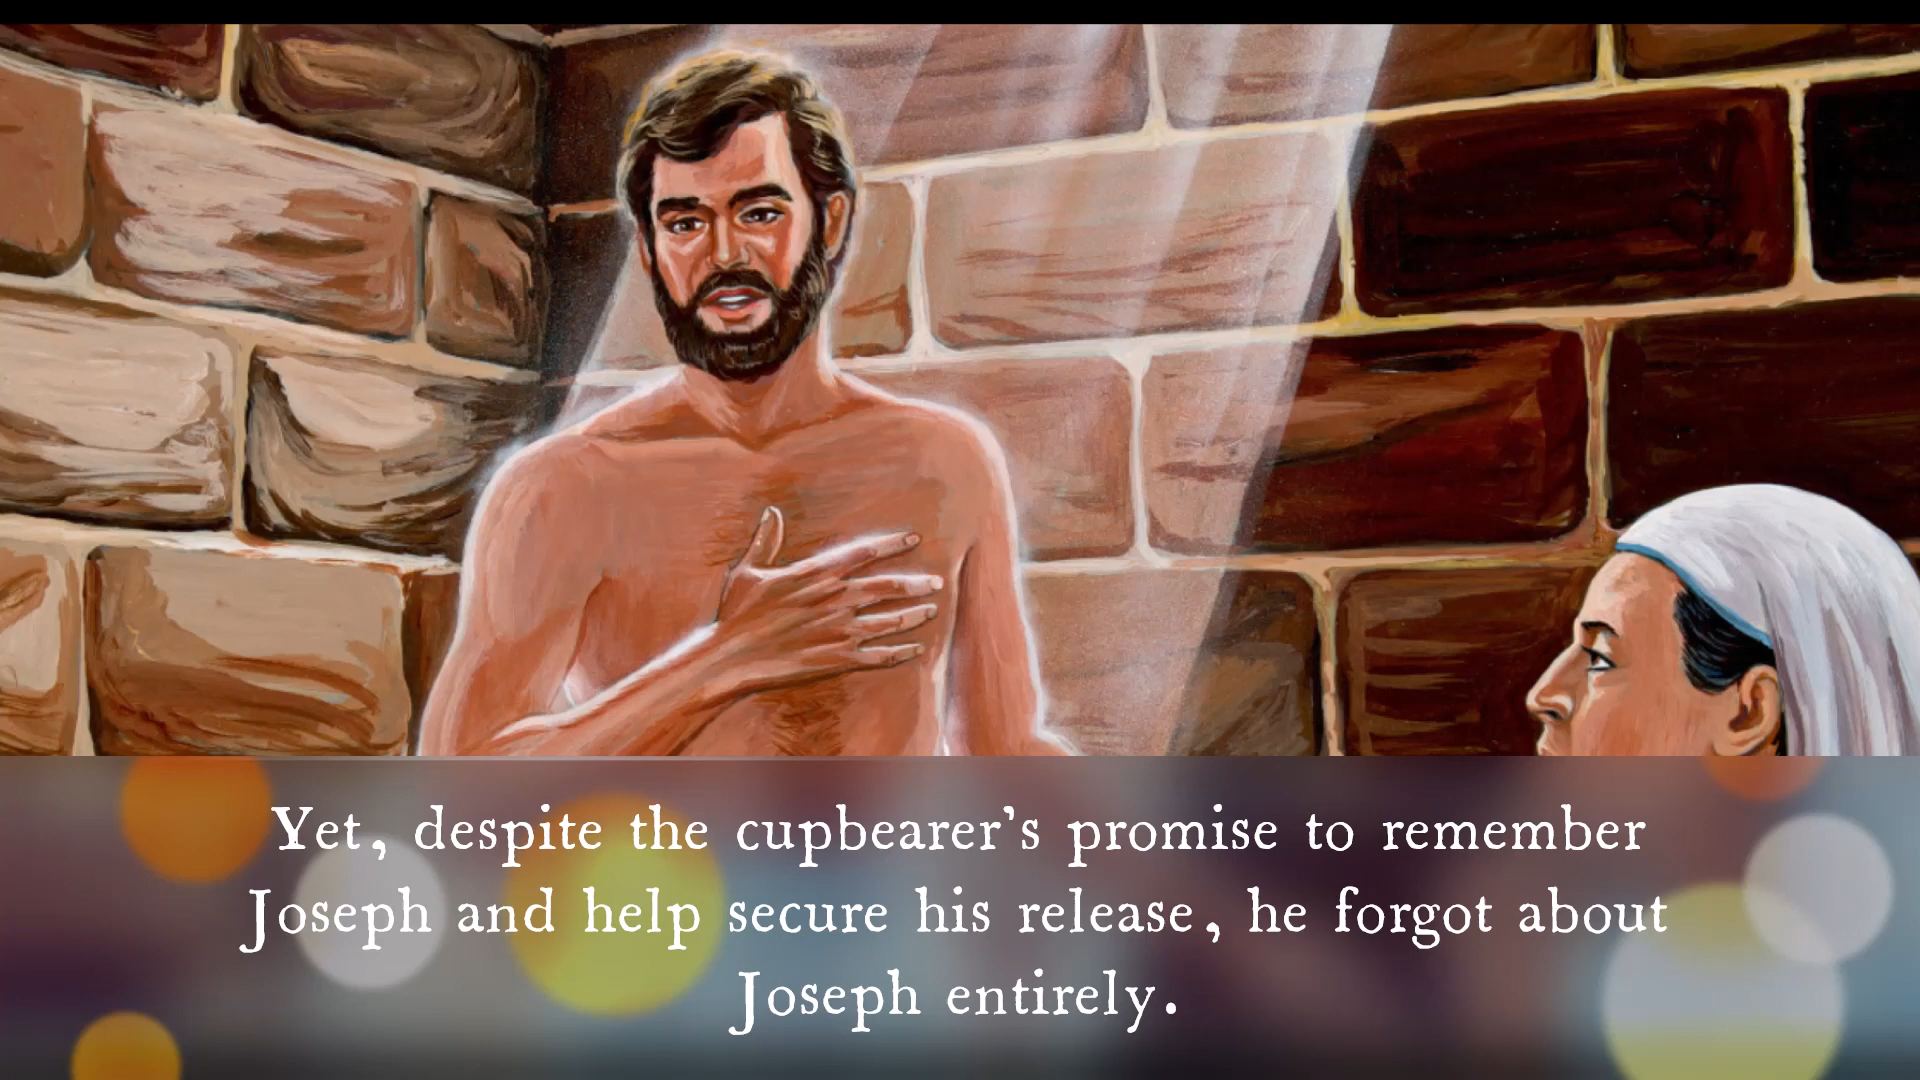 Yet, despite the cupbearer’s promise to remember
Joseph and help secure his release, he forgot about
Joseph entirely.